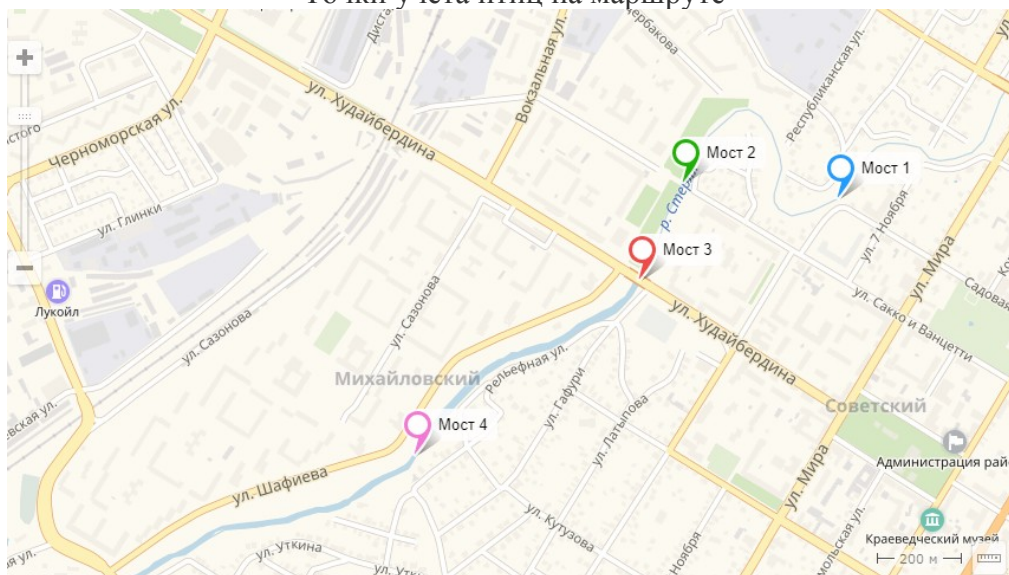 Точки учета птиц на маршруте
Черноморская ул.
ул. Худайбердина
Вокзальная ул.
Республиканская ул.
Мост 2
Мост 1
р. Стерля
ул. 7 Ноября
ул. Глинки
Мост 3
ул. Мира
Садовая
Лукойл
ул. Сазонова
ул. Сазонова
ул. Худайбердина
ул. Сакко и Ванцетти
Рельефная ул.
Михайловский
ул. Гафури
ул. Латыпова
Советский
Мост 4
Администрация рай
ул. Шафиева
ул. Мира
ул. Кутузова
Краеведческий музей
ул. Уткина
200 м